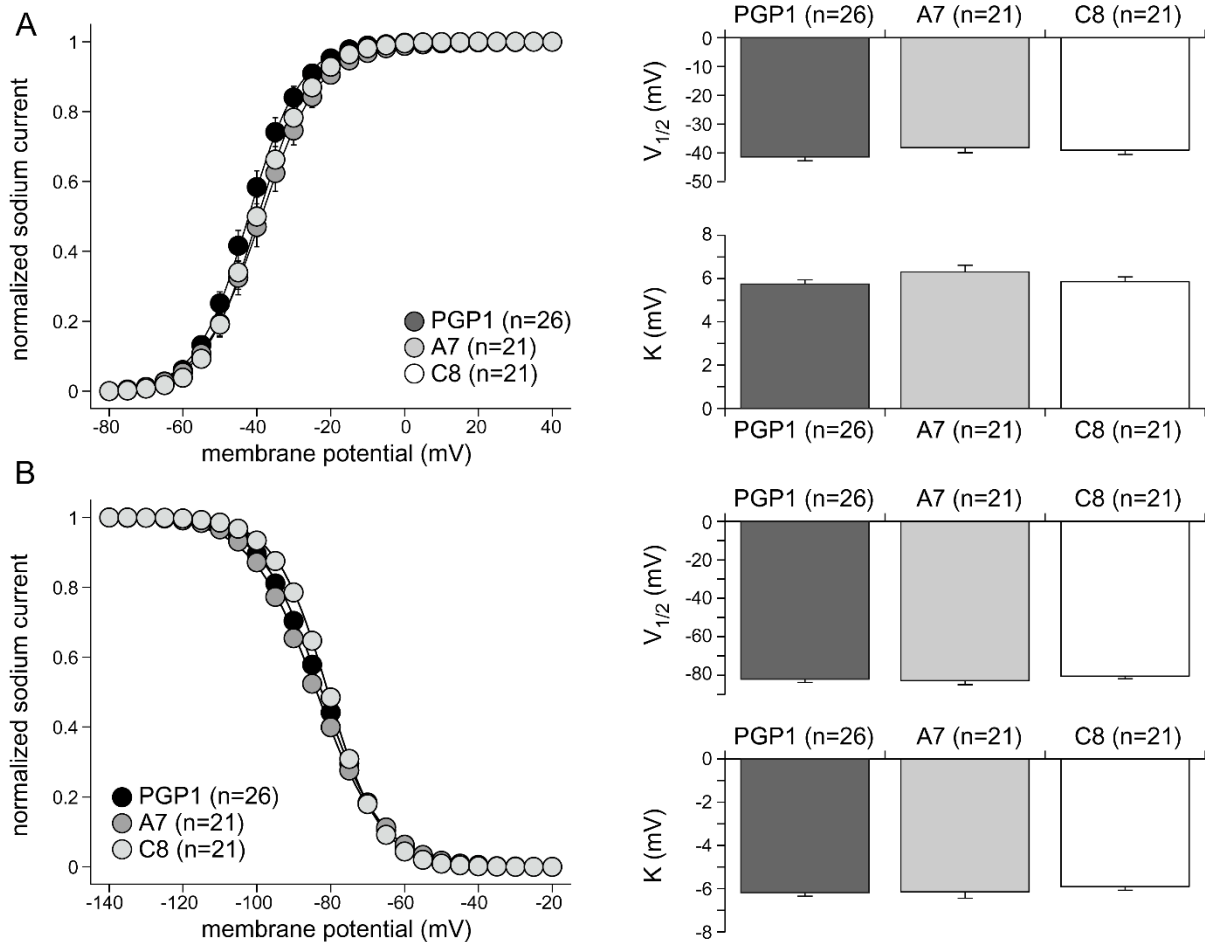 A
normalized sodium current
1
0.8
0.6
0.4
0.2
0
PGP1 (n=26)
A7 (n=21)
C8 (n=21)
-80 -60 -40 -20 0 20 40
membrane potential (mV)
PGP1 (n=26) A7 (n=21) C8 (n=21)
V1/2 (mV)
0
-10
-20
-30
-40
-50
K (mV)
8
6
4
2
0
PGP1 (n=26) A7 (n=21) C8 (n=21)
B
normalized sodium current
1
0.8
0.6
0.4
0.2
0
PGP1 (n=26)
A7 (n=21)
C8 (n=21)
-140 -120 -100 -80 -60 -40 -20
membrane potential (mV)
PGP1 (n=26) A7 (n=21) C8 (n=21)
V1/2 (mV)
0
-20
-40
-60
-80
PGP1 (n=26) A7 (n=21) C8 (n=21)
K (mV)
0
-2
-4
-6
-8